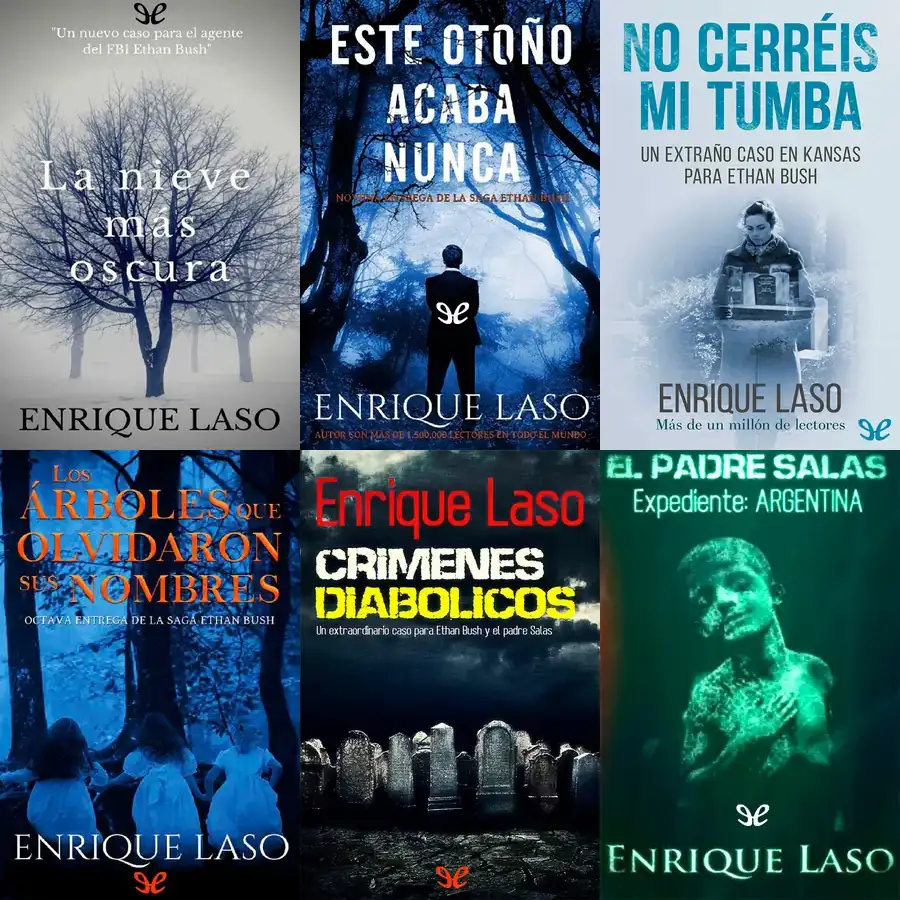 "Un nuevo caso para el agente
del FBI Ethan Bush"
La nieve
más
oscura
ENRIQUE LASO
ESTE OTOÑO
ACABA
NUNCA
NOVENA ENTREGA DE LA SAGA ETHAN BUSH
ENRIQUE LASO
AUTOR CON MÁS DE 1.500.000 LECTORES EN TODO EL MUNDO
NO CERRÉIS
MI TUMBA
UN EXTRAÑO CASO EN KANSAS
PARA ETHAN BUSH
ENRIQUE LASO
Más de un millón de lectores
LOS
ÁRBOLES QUE
OLVIDARON
SUS NOMBRES
OCTAVA ENTREGA DE LA SAGA ETHAN BUSH
ENRIQUE LASO
Enrique Laso
CRIMENES
DIABOLICOS
Un extraordinario caso para Ethan Bush y el padre Salas
EL PADRE SALAS
Expediente: ARGENTINA
ENRIQUE LASO